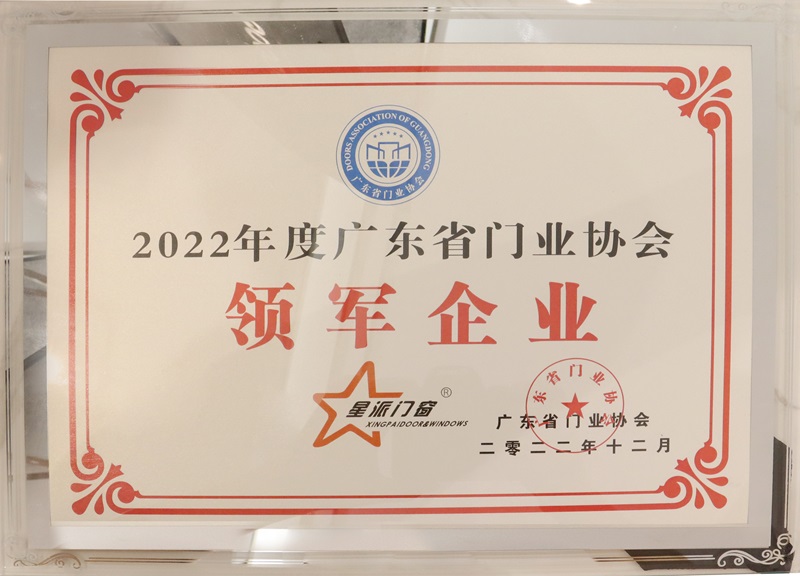 DOORS ASSOCIATION OF GUANGDONG
广东省门业协会
2022年度广东省门业协会
领军企业
星派门窗®
XINGPAIDOOR&WINDOWS
广东省门业协会
广东省门业协会
二零二二年十二月